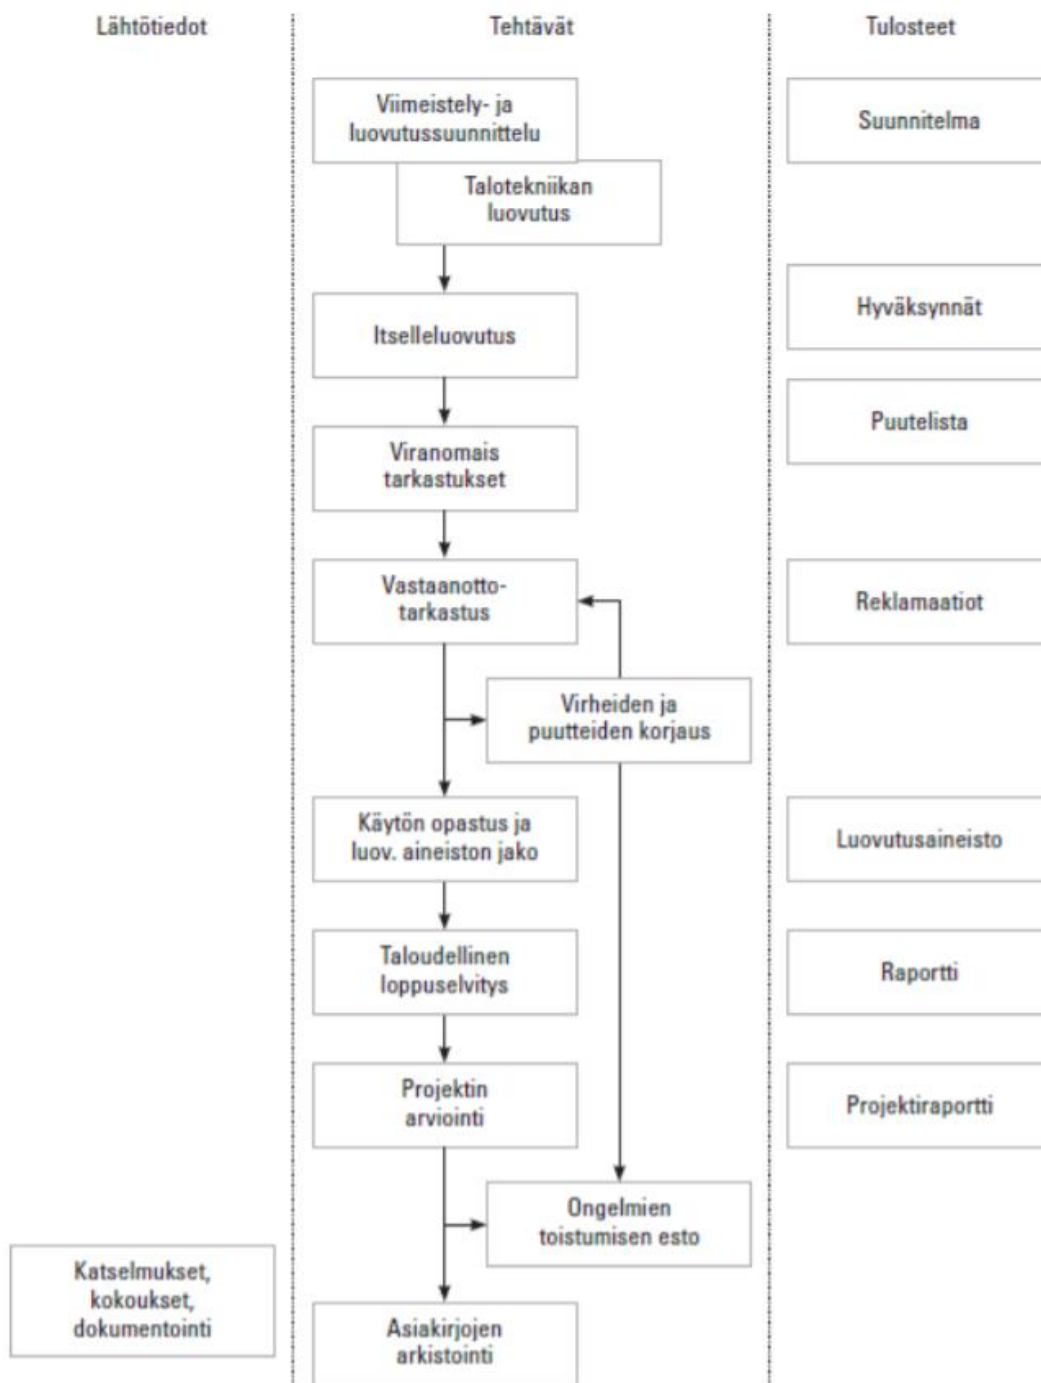 Lähtötiedot
Tehtävät
Tulosteet
Viimeistely- ja
luovutussuunnittelu
Suunnitelma
Talotekniikan
luovutus
Hyväksynnät
Itselleluovutus
Puutelista
Viranomais
tarkastukset
Vastaanotto-
tarkastus
Reklamaatiot
Virheiden ja
puutteiden korjaus
Käytön opastus ja
luov. aineiston jako
Luovutusaineisto
Taloudellinen
loppuselvitys
Raportti
Projektin
arviointi
Projektiraportti
Ongelmien
toistumisen esto
Katselmukset,
kokoukset,
dokumentointi
Asiakirjojen
arkistointi